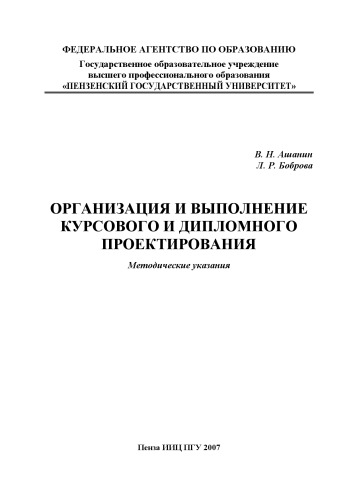 ФЕДЕРАЛЬНОЕ АГЕНТСТВО ПО ОБРАЗОВАНИЮ
Государственное образовательное учреждение
высшего профессионального образования
«ПЕНЗЕНСКИЙ ГОСУДАРСТВЕННЫЙ УНИВЕРСИТЕТ»
В. Н. Ашанин
Л. Р. Боброва
ОРГАНИЗАЦИЯ И ВЫПОЛНЕНИЕ
КУРСОВОГО И ДИПЛОМНОГО
ПРОЕКТИРОВАНИЯ
Методические указания
Пенза ИИЦ ПГУ 2007